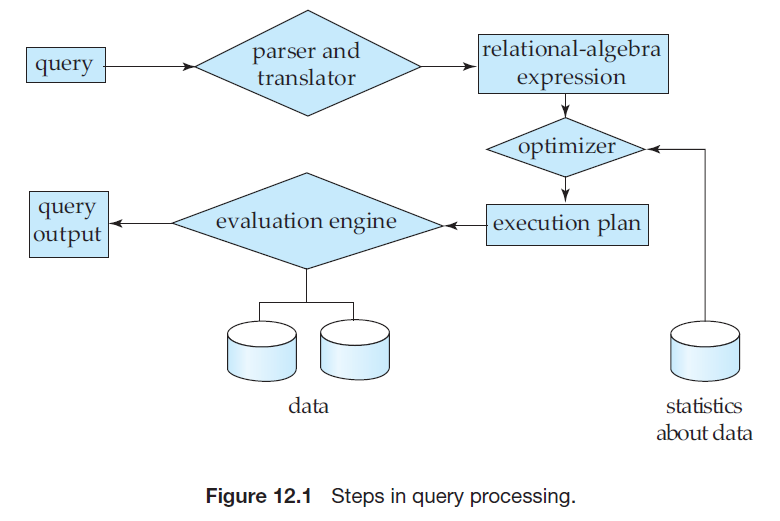 query
parser and
translator
relational-algebra
expression
optimizer
query
output
evaluation engine
execution plan
data
statistics
about data
Figure 12.1 Steps in query processing.